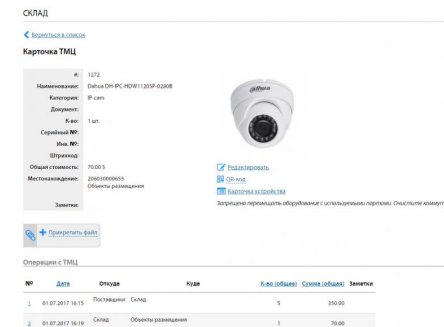 СКЛАД
Вернуться в список
Карточка ТМЦ
#: 1272
Наименование: Dahua DH-IPC-HDW1120SP-0280B
Категория: IP-cam
Документ:
К-во: 1 шт.
Серийный №:
Инв. №:
Штрихкод:
Общая стоимость: 70.00 $
Местонахождение: 206030000653
Объекты размещения
Заметки:
alhua
Редактировать
QR-код
Карточка устройства
Запрещено перемещать оборудование с используемыми портами. Очистите коммут
Прикрепить файл
Операции с ТМЦ
№ Дата Откуда Куда К-во (общее) Сумма (общая) Заметки
1 01.07.2017 16:15 Поставщики Склад 5 350.00
2 01.07.2017 16:19 Склад Объекты размещения 1 70.00